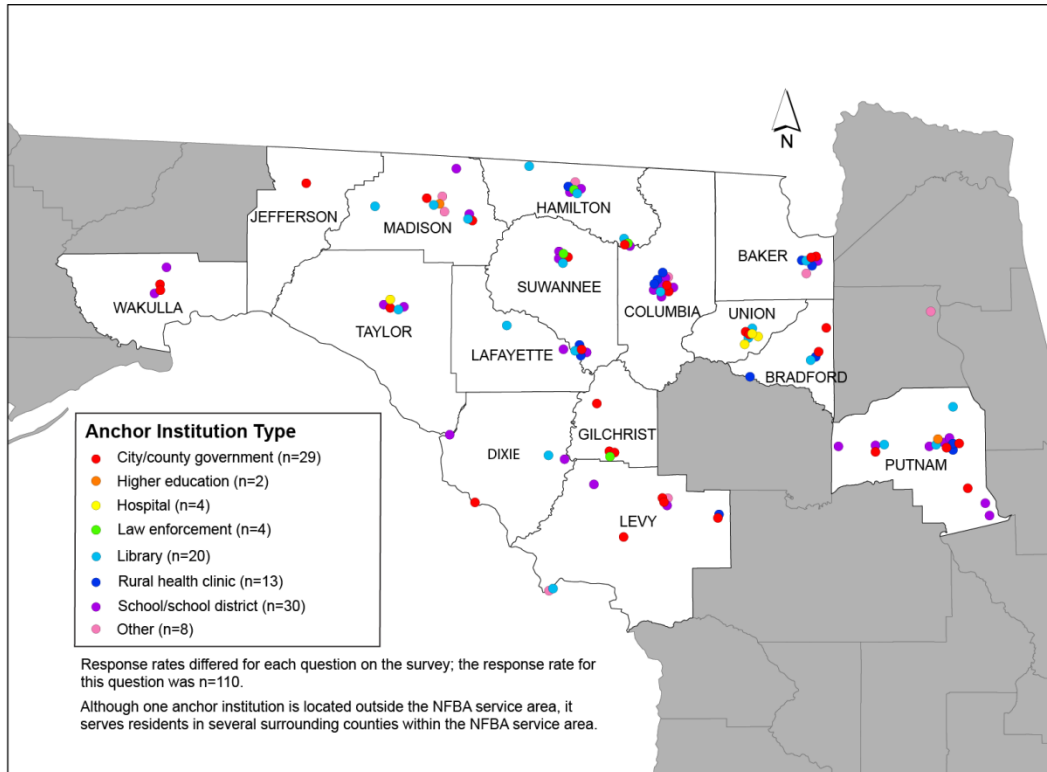 N
JEFFERSON
MADISON
HAMILTON
BAKER
WAKULLA
SUWANNEE
COLUMBIA
UNION
TAYLOR
LAFAYETTE
BRADFORD
GILCHRIST
DIXIE
PUTNAM
LEVY
Anchor Institution Type
City/county government (n=29)
Higher education (n=2)
Hospital (n=4)
Law enforcement (n=4)
Library (n=20)
Rural health clinic (n=13)
School/school district (n=30)
Other (n=8)
Response rates differed for each question on the survey; the response rate for
this question was n=110.
Although one anchor institution is located outside the NFBA service area, it
serves residents in several surrounding counties within the NFBA service area.